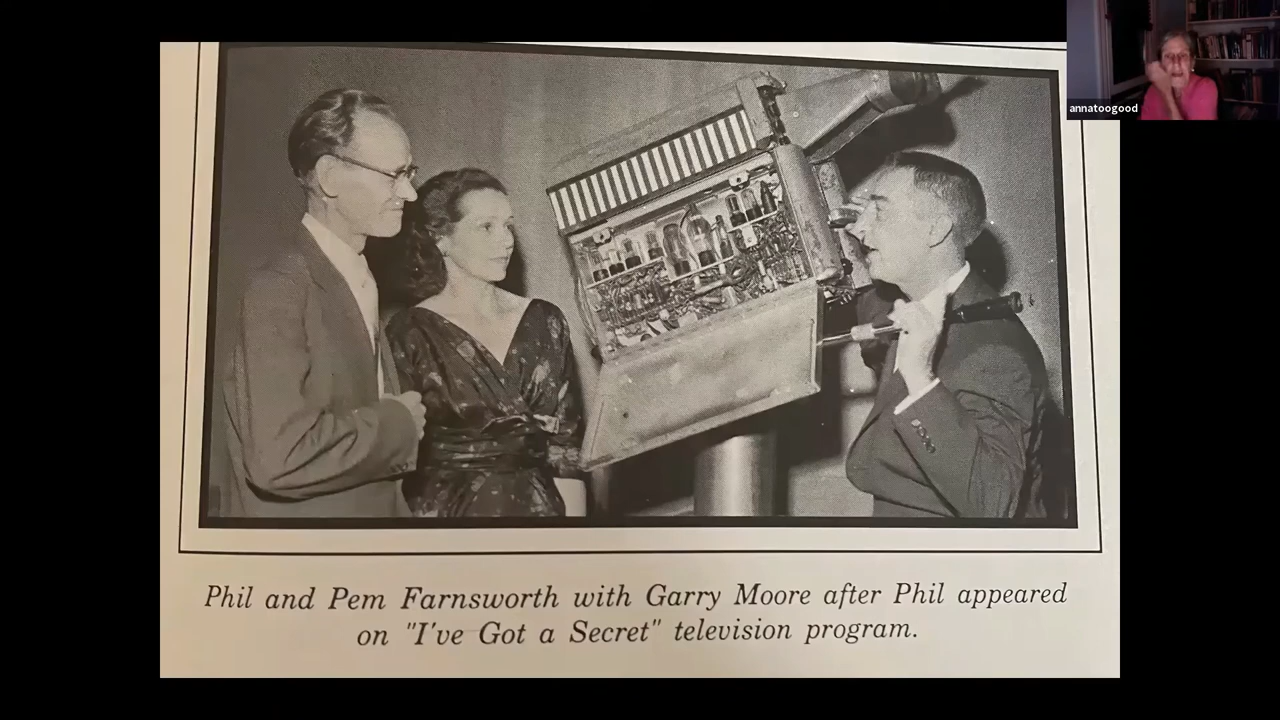 annatoogood
Phil and Pem Farnsworth with Garry Moore after Phil appeared
on "I've Got a Secret" television program.